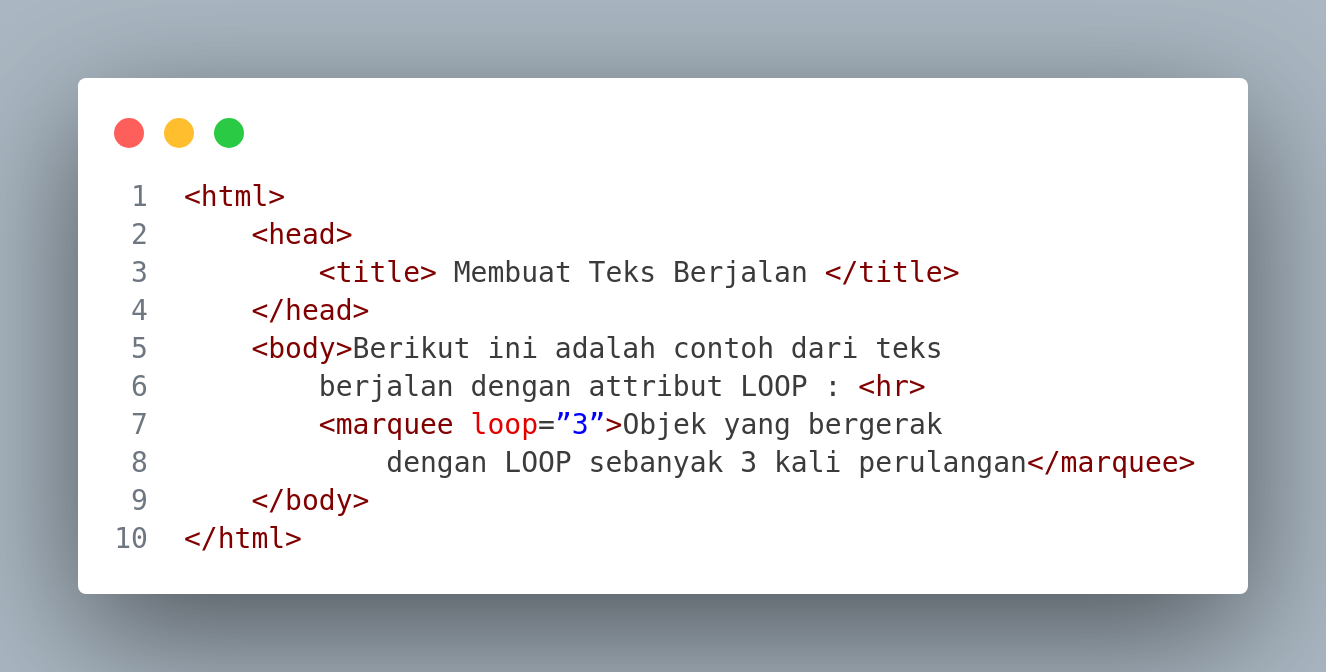 1 <html>
2     <head>
3         <title> Membuat Teks Berjalan </title>
4     </head>
5     <body>Berikut ini adalah contoh dari teks
6         berjalan dengan attribut LOOP : <hr>
7         <marquee loop=”3”>Objek yang bergerak
8             dengan LOOP sebanyak 3 kali perulangan</marquee>
9     </body>
10 </html>